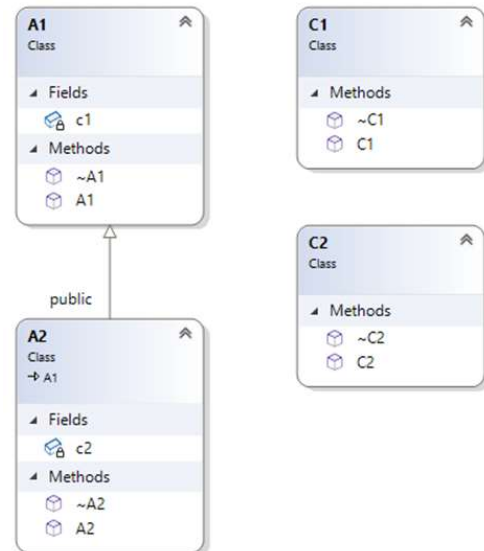 A1
Class
Fields
c1
Methods
~A1
A1
public
A2
Class
A1
Fields
c2
Methods
~A2
A2
C1
Class
Methods
~C1
C1
C2
Class
Methods
~C2
C2